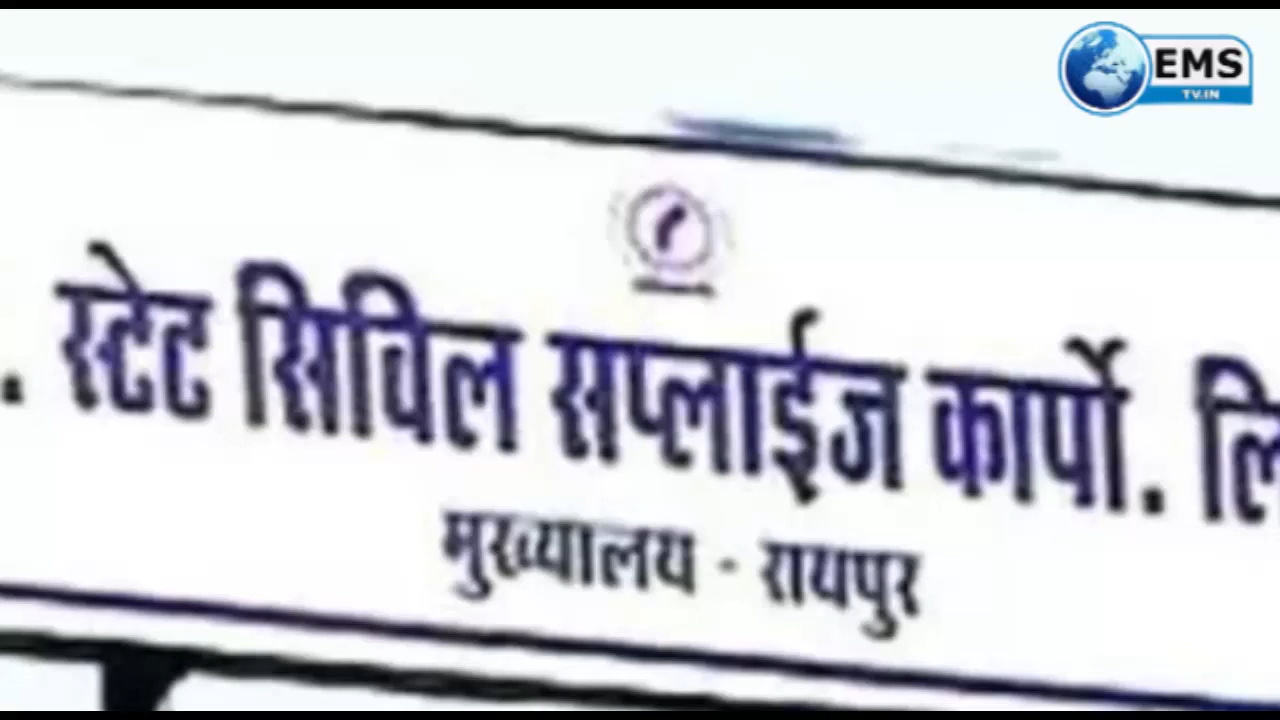 EMS
TV.IN
. स्टेट सिविल सप्लाईज कार्पो. लि
मुख्यालय - रायपुर